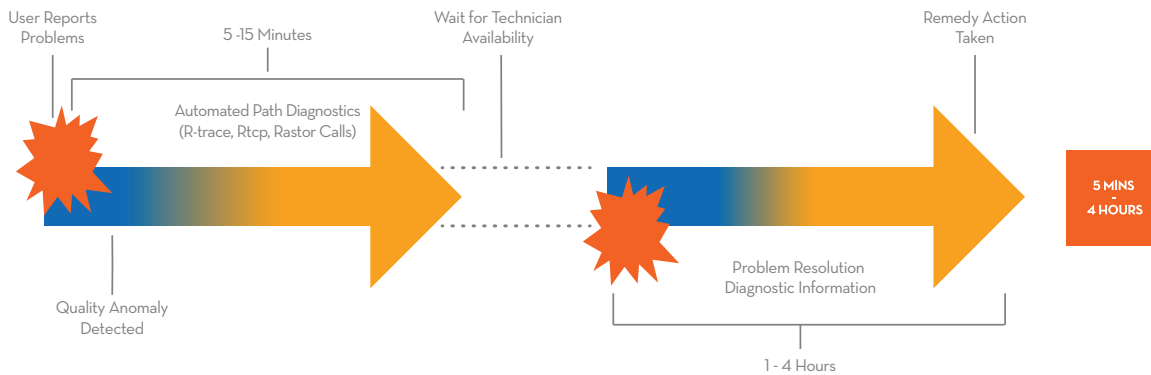 User Reports
Problems
5 -15 Minutes
Wait for Technician
Availability
Remedy Action
Taken
Automated Path Diagnostics
(R-trace, Rtcp, Rastor Calls)
5 MINS
-
4 HOURS
Quality Anomaly
Detected
Problem Resolution
Diagnostic Information
1 - 4 Hours